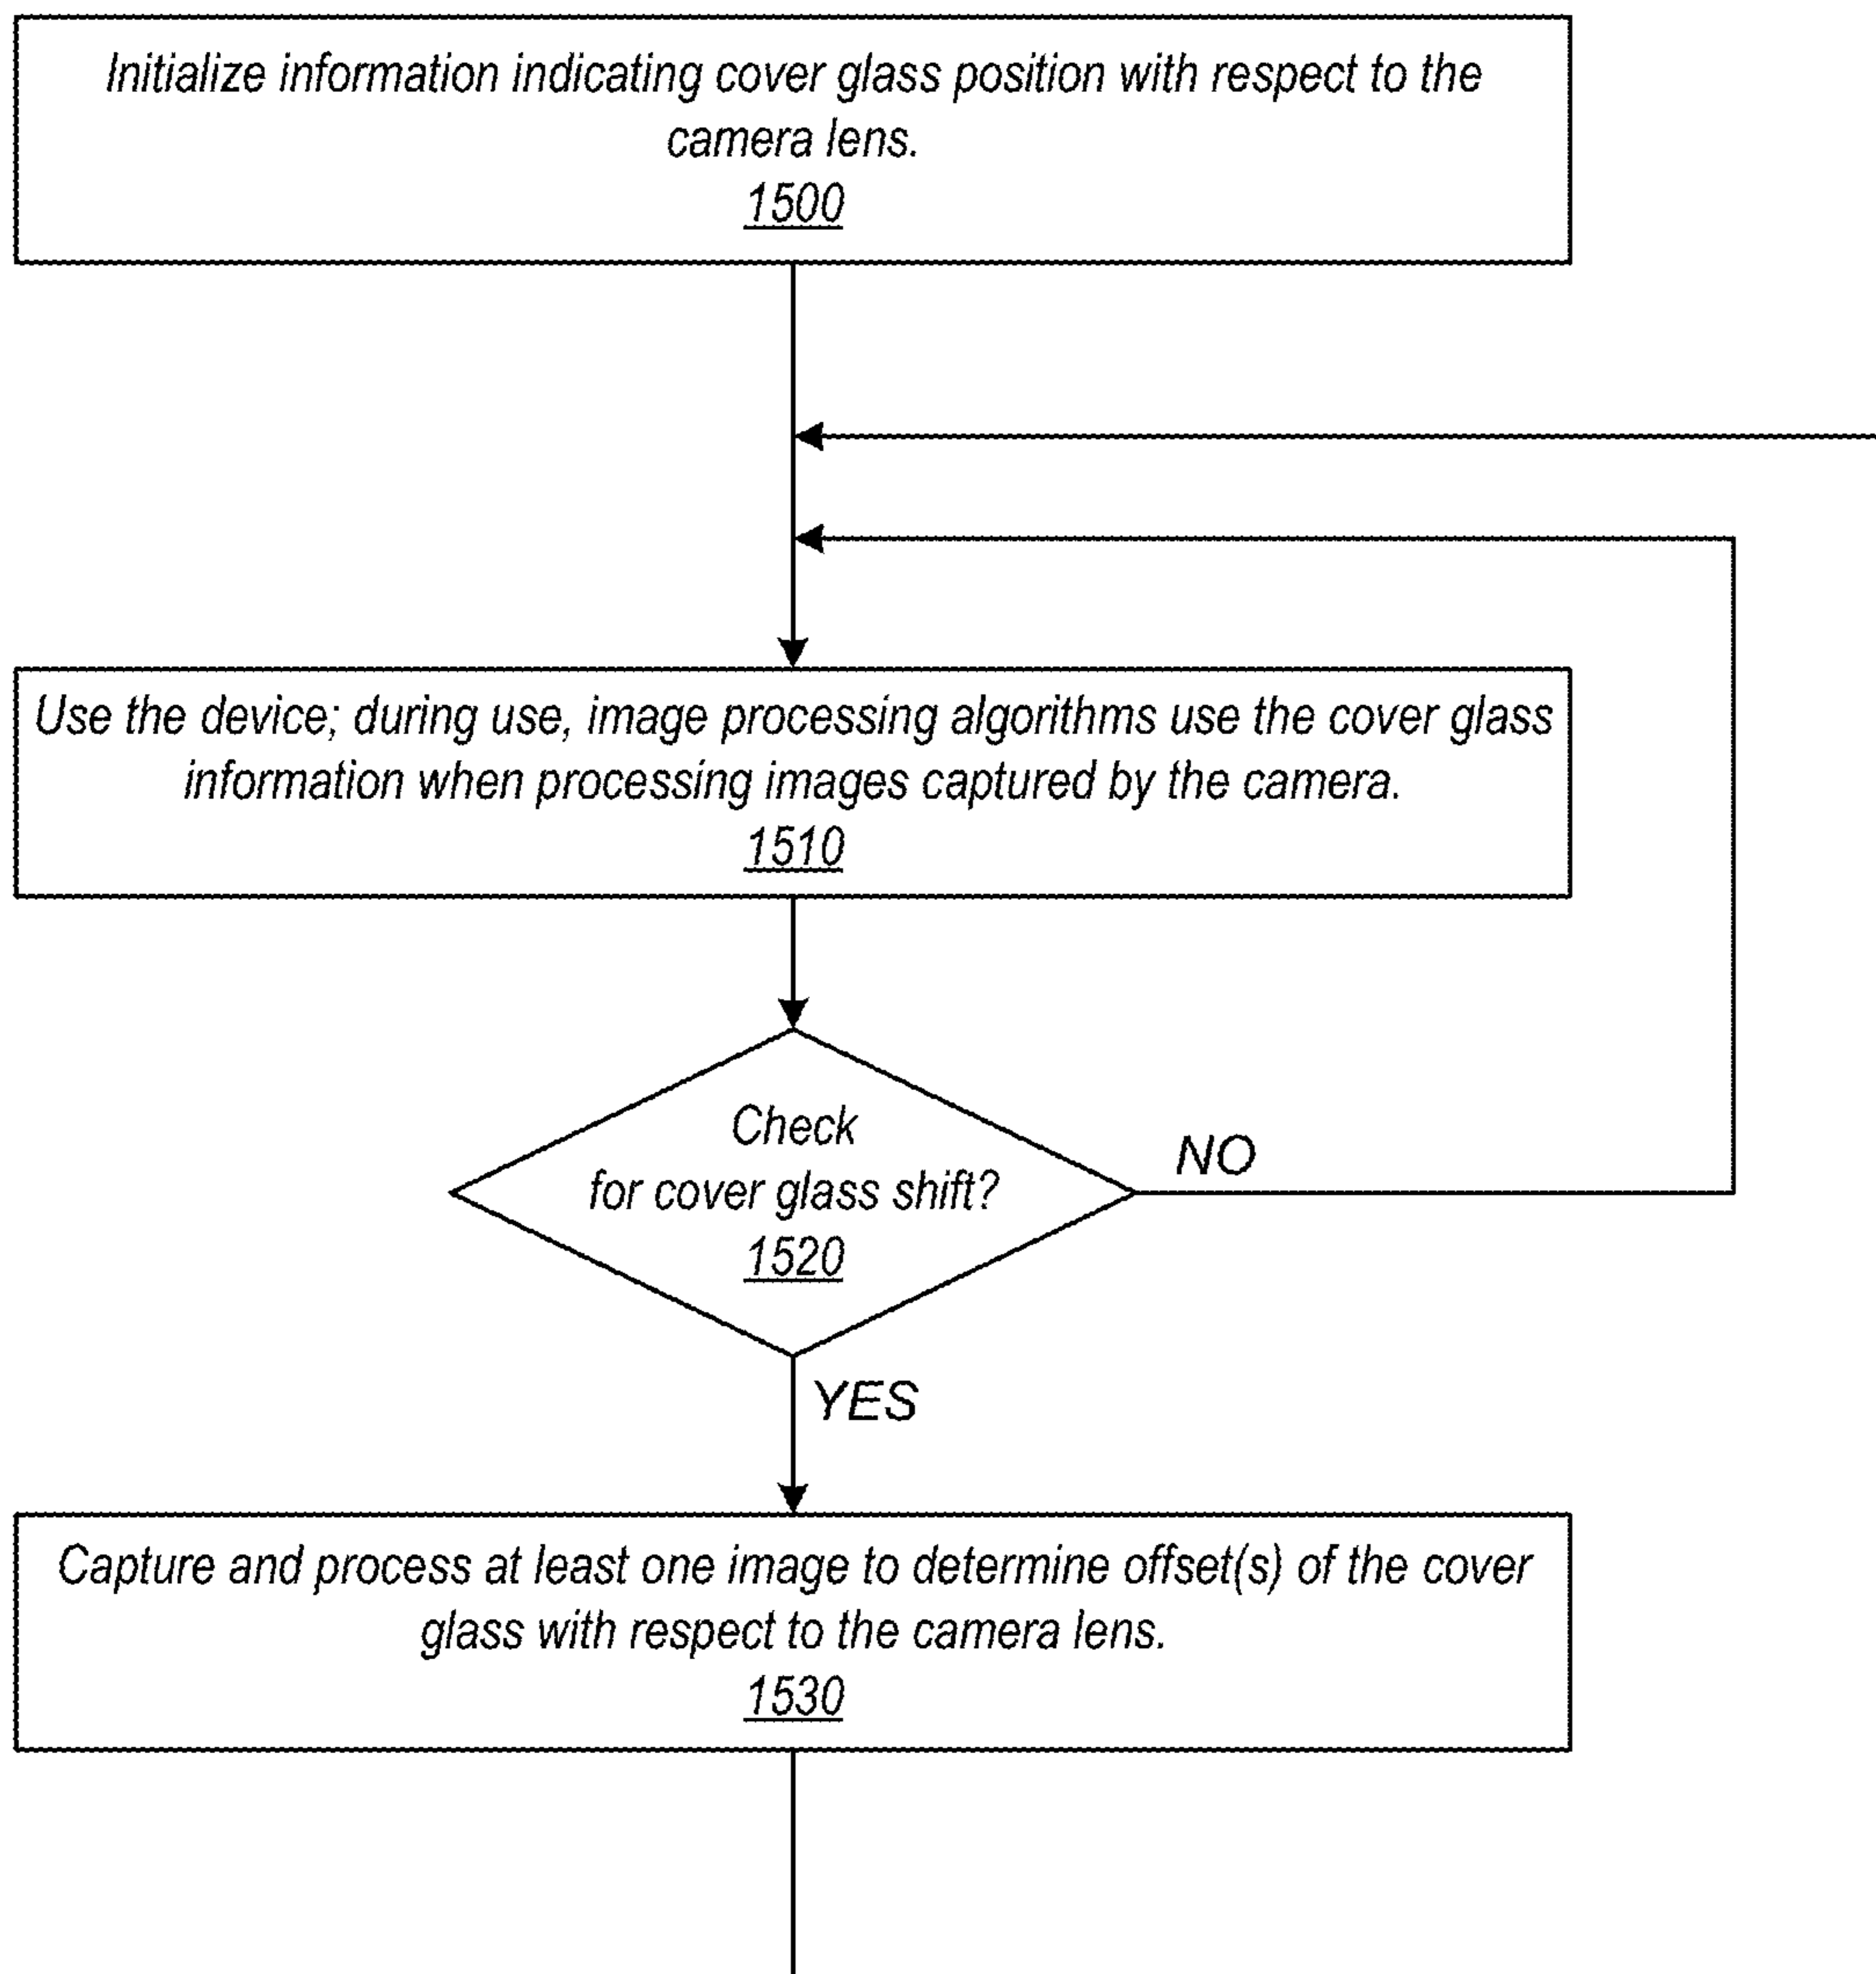 Initialize information indicating cover glass position with respect to the
camera lens.
1500
Use the device; during use, image processing algorithms use the cover glass
information when processing images captured by the camera.
1510
Check
for cover glass shift?
1520
NO
YES
Capture and process at least one image to determine offset(s) of the cover
glass with respect to the camera lens.
1530